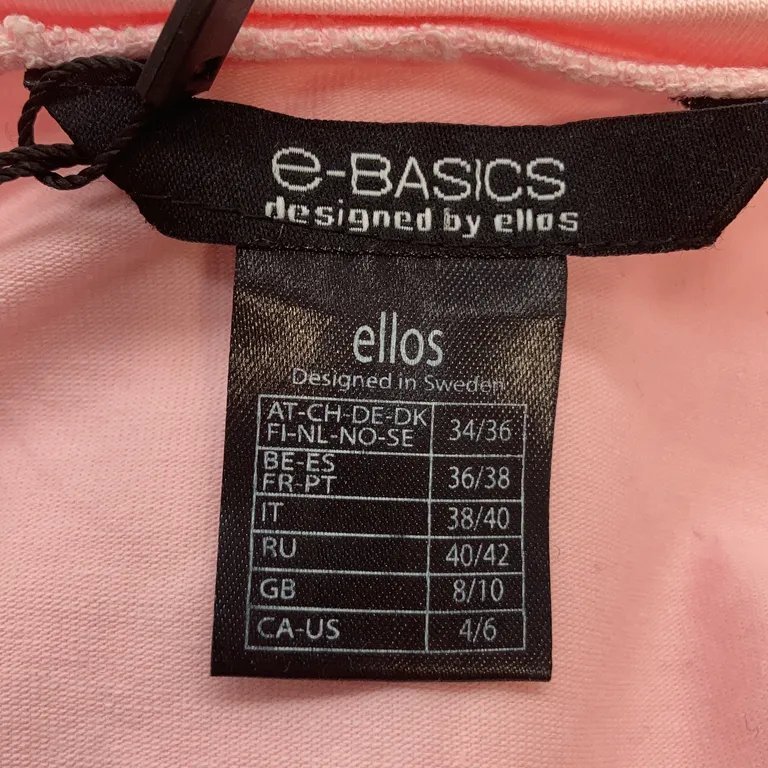 e-BASICS
designed by ellos
ellos
Designed in Sweden
AT-CH-DE-DK
FI-NL-NO-SE 34/36
BE-ES
FR-PT 36/38
IT 38/40
RU 40/42
GB 8/10
CA-US 4/6